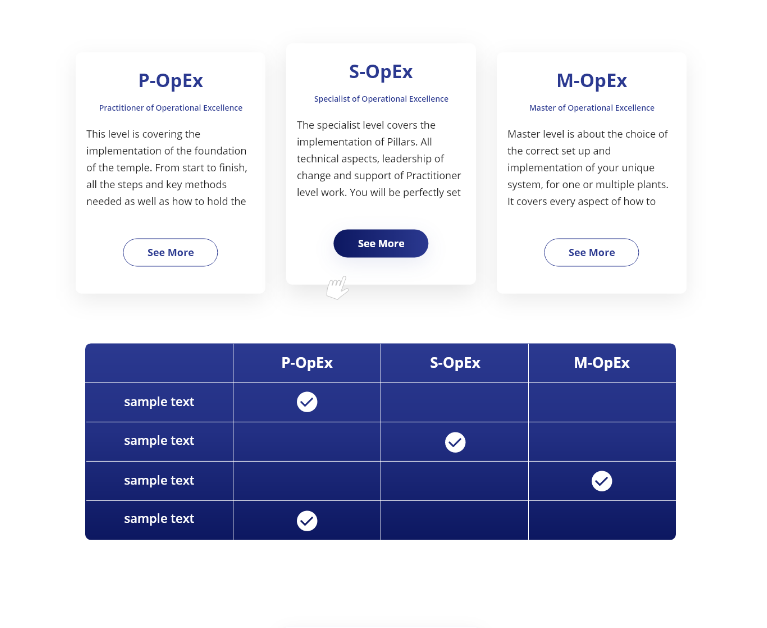 P-OpEx
Practitioner of Operational Excellence
This level is covering the
implementation of the foundation
of the temple. From start to finish,
all the steps and key methods
needed as well as how to hold the
See More
S-OpEx
Specialist of Operational Excellence
The specialist level covers the
implementation of Pillars. All
technical aspects, leadership of
change and support of Practitioner
level work. You will be perfectly set
See More
M-OpEx
Master of Operational Excellence
Master level is about the choice of
the correct set up and
implementation of your unique
system, for one or multiple plants.
It covers every aspect of how to
See More
P-OpEx S-OpEx M-OpEx
sample text
sample text
sample text
sample text